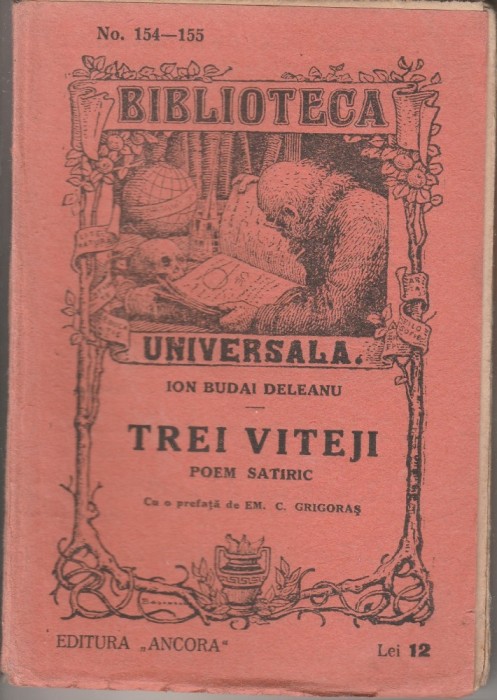 No. 154—155
BIBLIOTECA
UNIVERSALA.
ION BUDAI DELEANU
TREI VITEJI
POEM SATIRIC
Cu o prefață de EM. C. GRIGORAȘ
EDITURA „ANCORA“
Lei 12